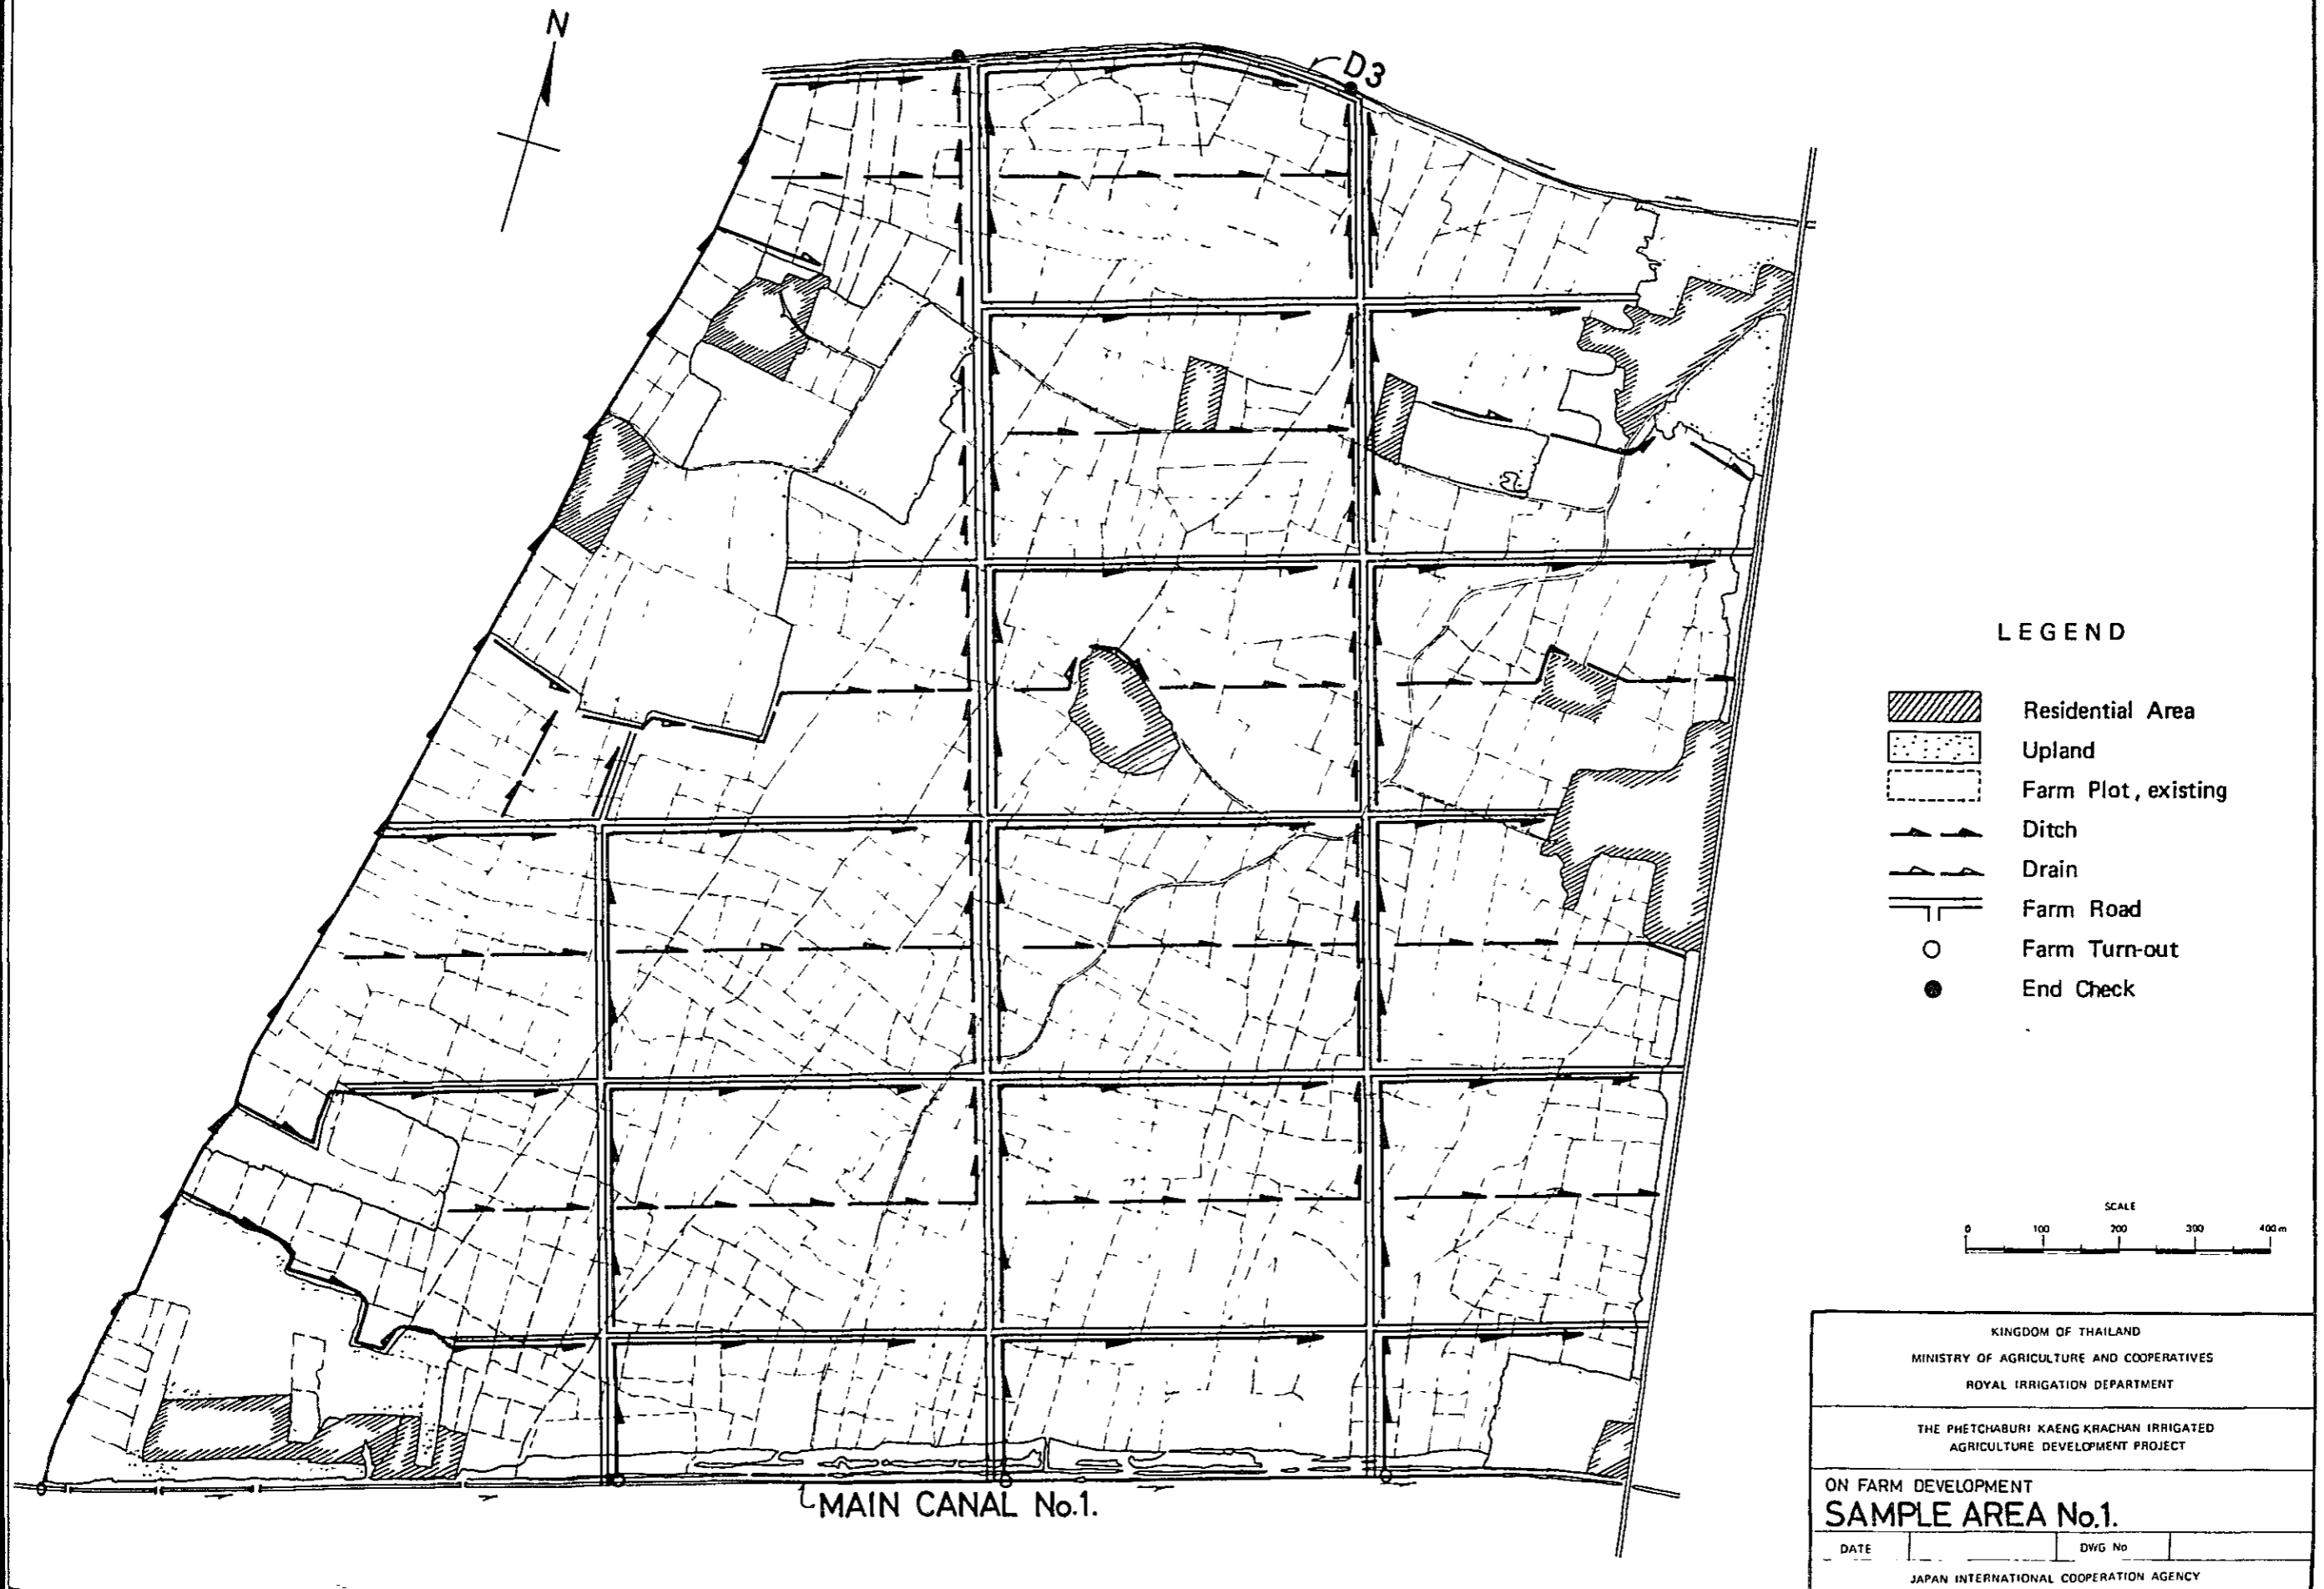 N
D3
MAIN CANAL No.1.
LEGEND
Residential Area
Upland
Farm Plot, existing
Ditch
Drain
Farm Road
Farm Turn-out
End Check
SCALE
0 100 200 300 400 m
KINGDOM OF THAILAND
MINISTRY OF AGRICULTURE AND COOPERATIVES
ROYAL IRRIGATION DEPARTMENT
THE PHETCHABURI KAENG KRACHAN IRRIGATED
AGRICULTURE DEVELOPMENT PROJECT
ON FARM DEVELOPMENT
SAMPLE AREA No.1.
DATE DWG No
JAPAN INTERNATIONAL COOPERATION AGENCY